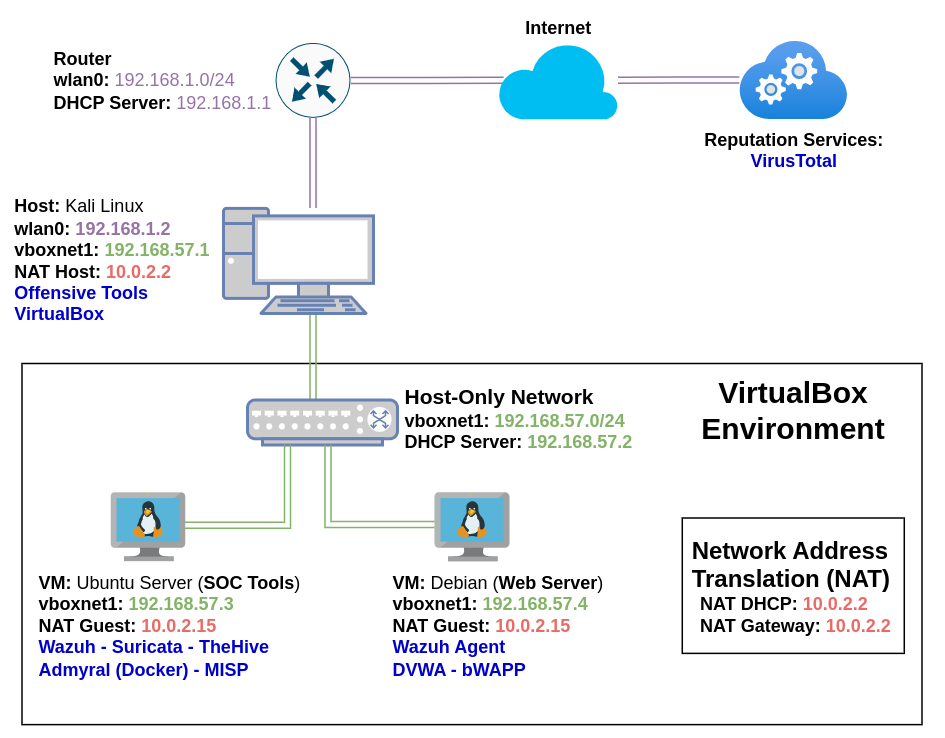 Internet
Router
wlan0: 192.168.1.0/24
DHCP Server: 192.168.1.1
Reputation Services:
VirusTotal
Host: Kali Linux
wlan0: 192.168.1.2
vboxnet1: 192.168.57.1
NAT Host: 10.0.2.2
Offensive Tools
VirtualBox
Host-Only Network
vboxnet1: 192.168.57.0/24
DHCP Server: 192.168.57.2
VirtualBox
Environment
VM: Ubuntu Server (SOC Tools)
vboxnet1: 192.168.57.3
NAT Guest: 10.0.2.15
Wazuh - Suricata - TheHive
Admyral (Docker) - MISP
VM: Debian (Web Server)
vboxnet1: 192.168.57.4
NAT Guest: 10.0.2.15
Wazuh Agent
DVWA - bWAPP
Network Address
Translation (NAT)
NAT DHCP: 10.0.2.2
NAT Gateway: 10.0.2.2